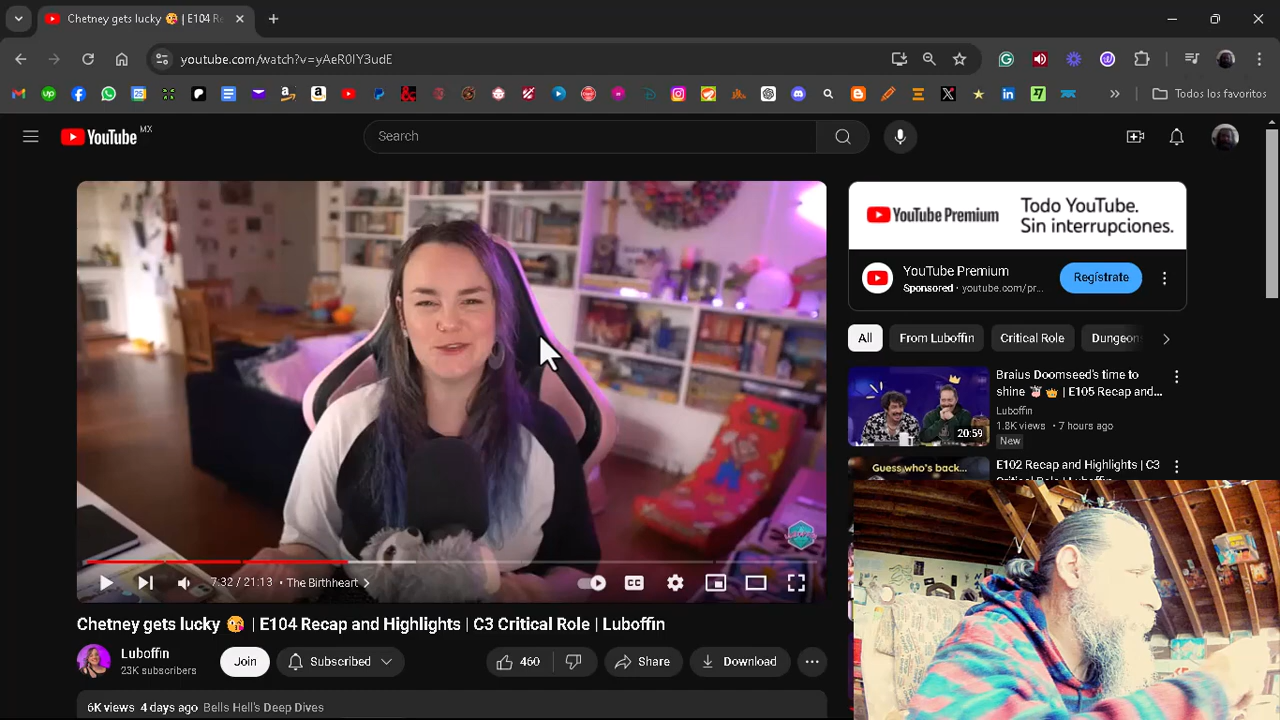 Chetney gets lucky 😘 | E104 Re
youtube.com/watch?v=yAeR0IY3udE
Todos los favoritos
YouTube MX
Search
YouTube Premium
Todo YouTube.
Sin interrupciones.
YouTube Premium
Sponsored · youtube.com/pr...
Regístrate
All
From Luboffin
Critical Role
Dungeon
Braius Doomseed's time to
shine 🐮 👑 | E105 Recap and...
Luboffin
1.8K views • 7 hours ago
New
20:59
Guess who's back...
E102 Recap and Highlights | C3
Critical Role | Luboffin
7:32 / 21:13 • The Birthheart
Chetney gets lucky 😘 | E104 Recap and Highlights | C3 Critical Role | Luboffin
Luboffin
23K subscribers
Join
Subscribed
460
Share
Download
6K views 4 days ago Bells Hell's Deep Dives